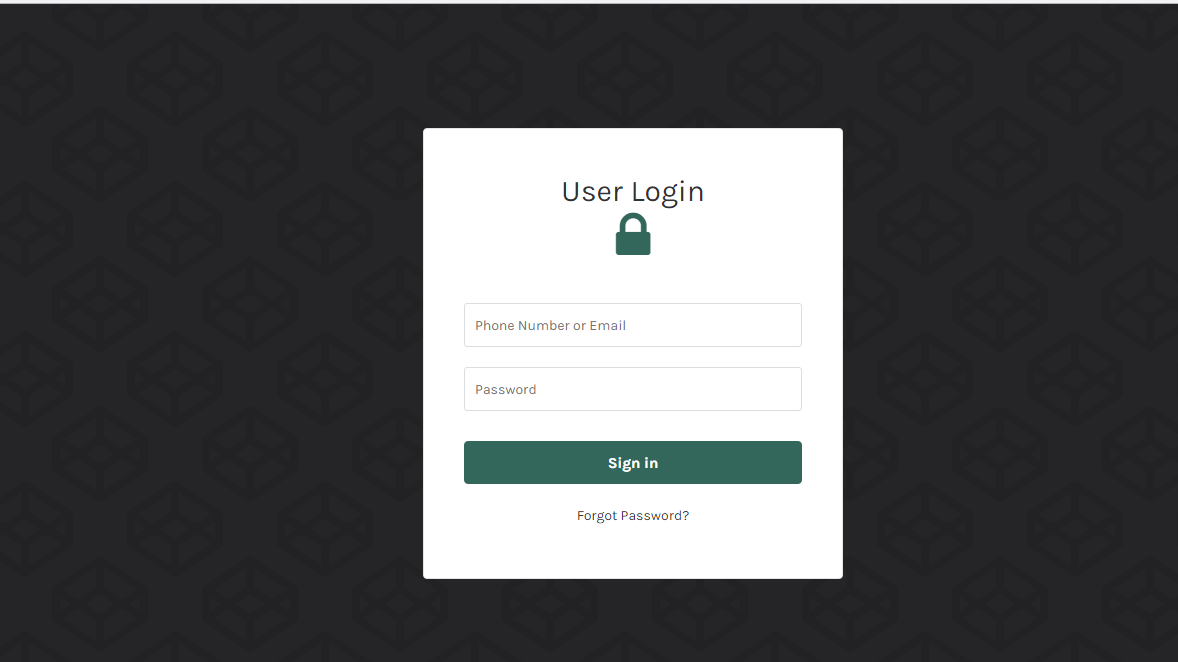 User Login
Phone Number or Email
Password
Sign in
Forgot Password?